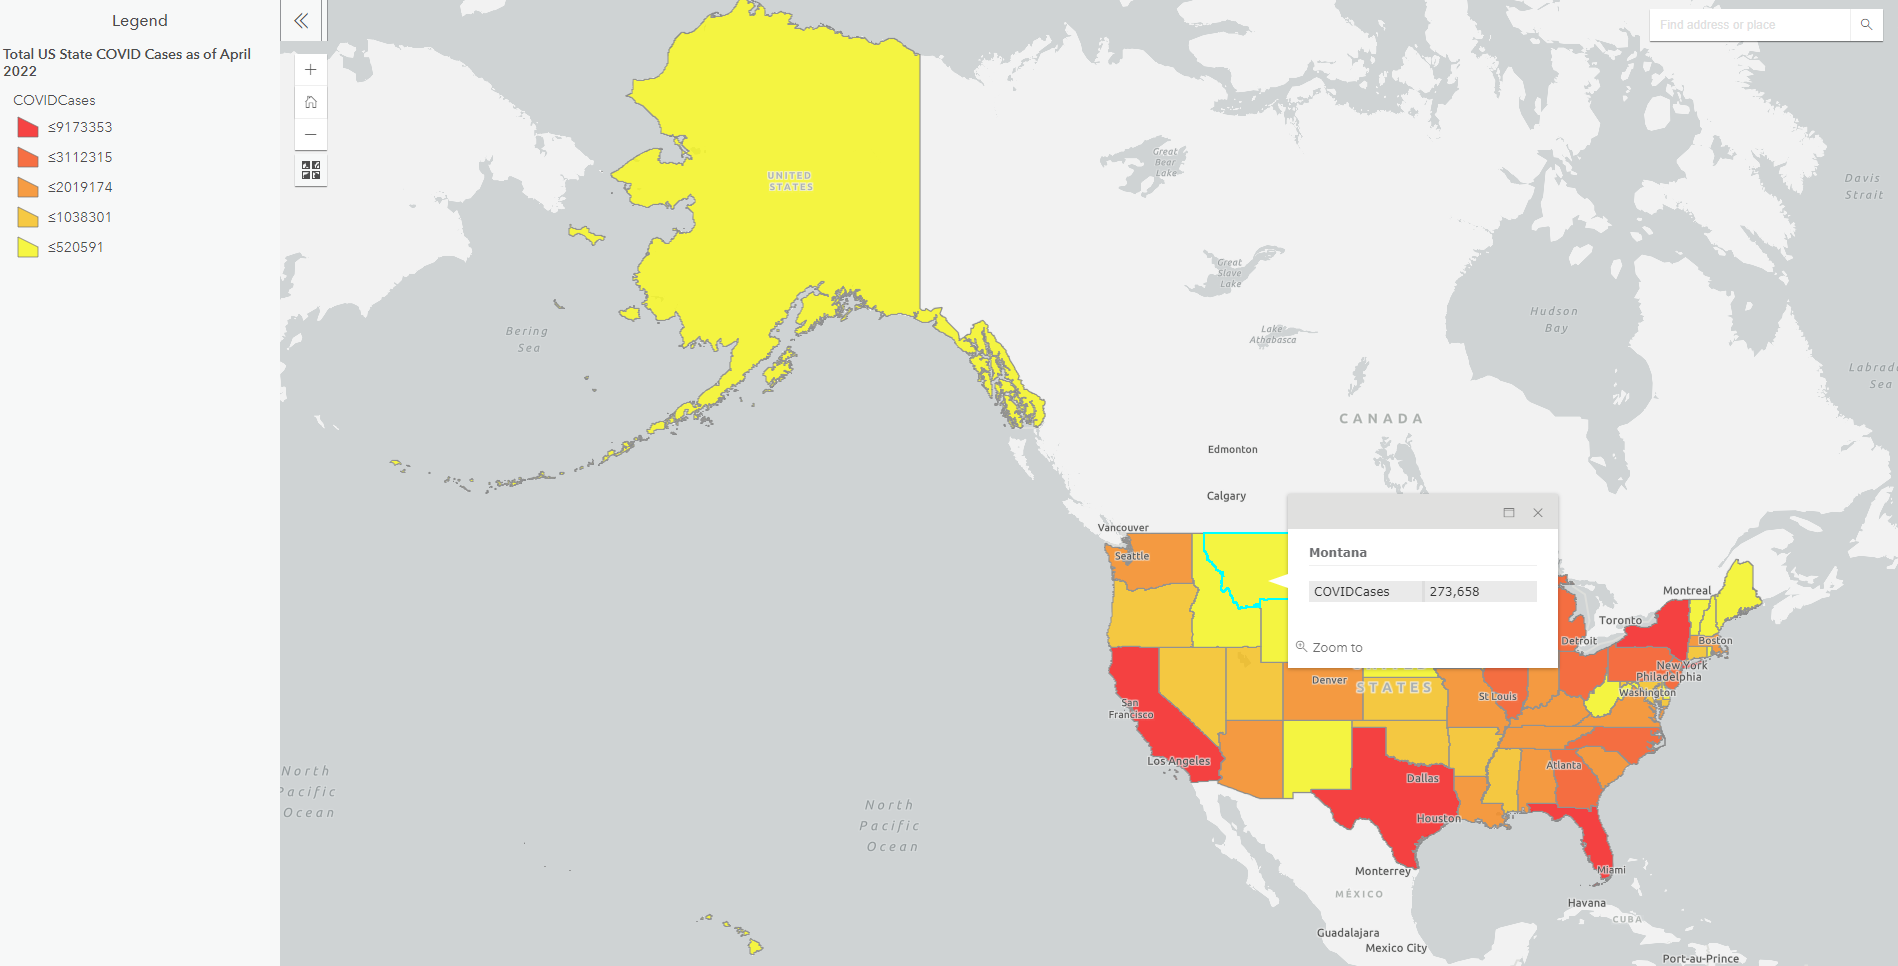 Legend
Total US State COVID Cases as of April
2022
COVIDCases
≤9173353
≤3112315
≤2019174
≤1038301
≤520591
Find address or place
UNITED
STATES
Great
Bear
Lake
Davis
Strait
Great
Slave
Lake
Bering
Sea
Hudson
Bay
Lake
Athabasca
Labrad
Sea
CANADA
Edmonton
Calgary
Vancouver
Seattle
Montana
COVIDCases 273,658
Zoom to
Montreal
Toronto
Detroit
Boston
New York
Philadelphia
Washington
Denver
STATES
St Louis
San
Francisco
Los Angeles
Atlanta
Dallas
Houston
North
Pacific
Ocean
North
Pacific
Ocean
Miami
Monterrey
MÉXICO
Havana
CUBA
Guadalajara
Mexico City
Port-au-Prince